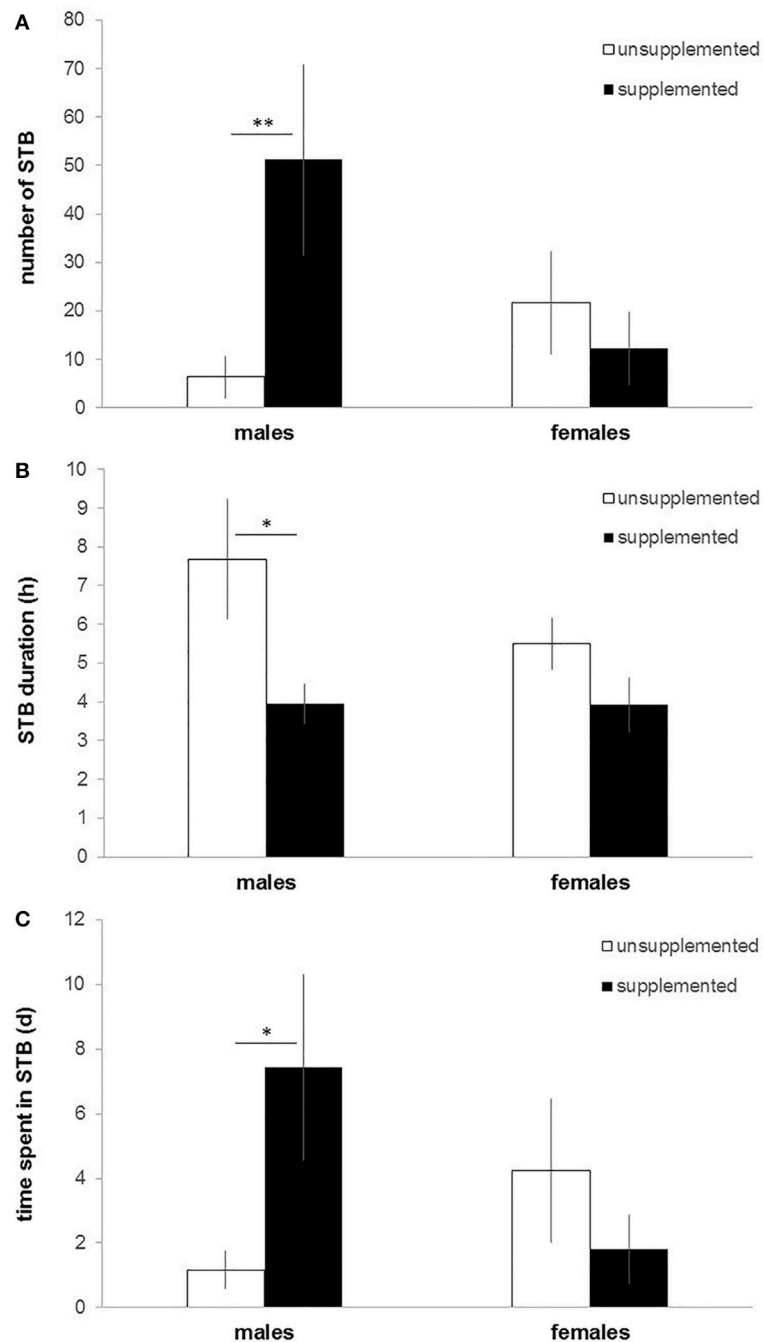 A
80
70
60
50
40
30
20
10
0
number of STB
unsupplemented
supplemented
**
males
females
B
10
9
8
7
6
5
4
3
2
1
0
STB duration (h)
unsupplemented
supplemented
*
males
females
C
12
10
8
6
4
2
0
time spent in STB (d)
unsupplemented
supplemented
*
males
females